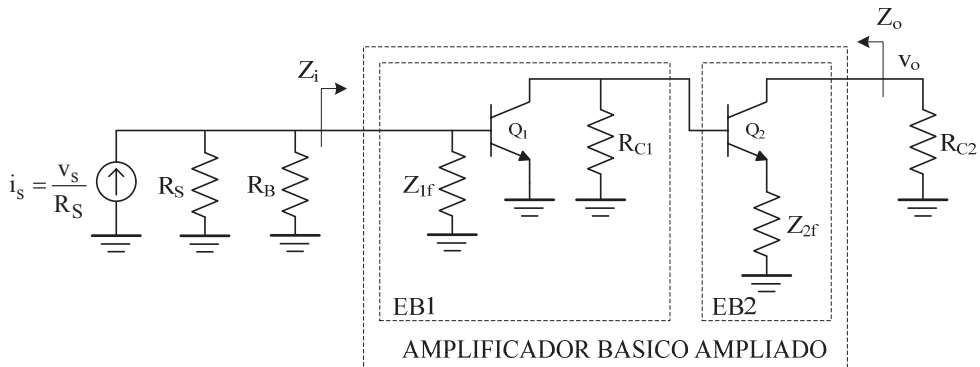 Z_o
v_o
Z_i
Q_1
Q_2
R_C1
R_C2
i_s = v_s / R_S
R_S
R_B
Z_1f
Z_2f
EB1
EB2
AMPLIFICADOR BASICO AMPLIADO